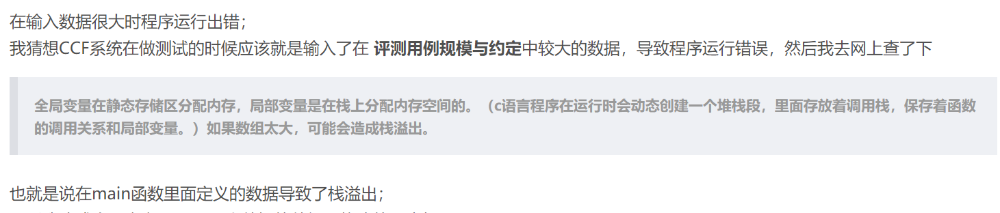 在输入数据很大时程序运行出错；
我猜想CCF系统在做测试的时候应该就是输入了在 评测用例规模与约定中较大的数据，导致程序运行错误，然后我去网上查了下
全局变量在静态存储区分配内存，局部变量是在栈上分配内存空间的。（c语言程序在运行时会动态创建一个堆栈段，里面存放着调用栈，保存着函数
的调用关系和局部变量。）如果数组太大，可能会造成栈溢出。
也就是说在main函数里面定义的数据导致了栈溢出；